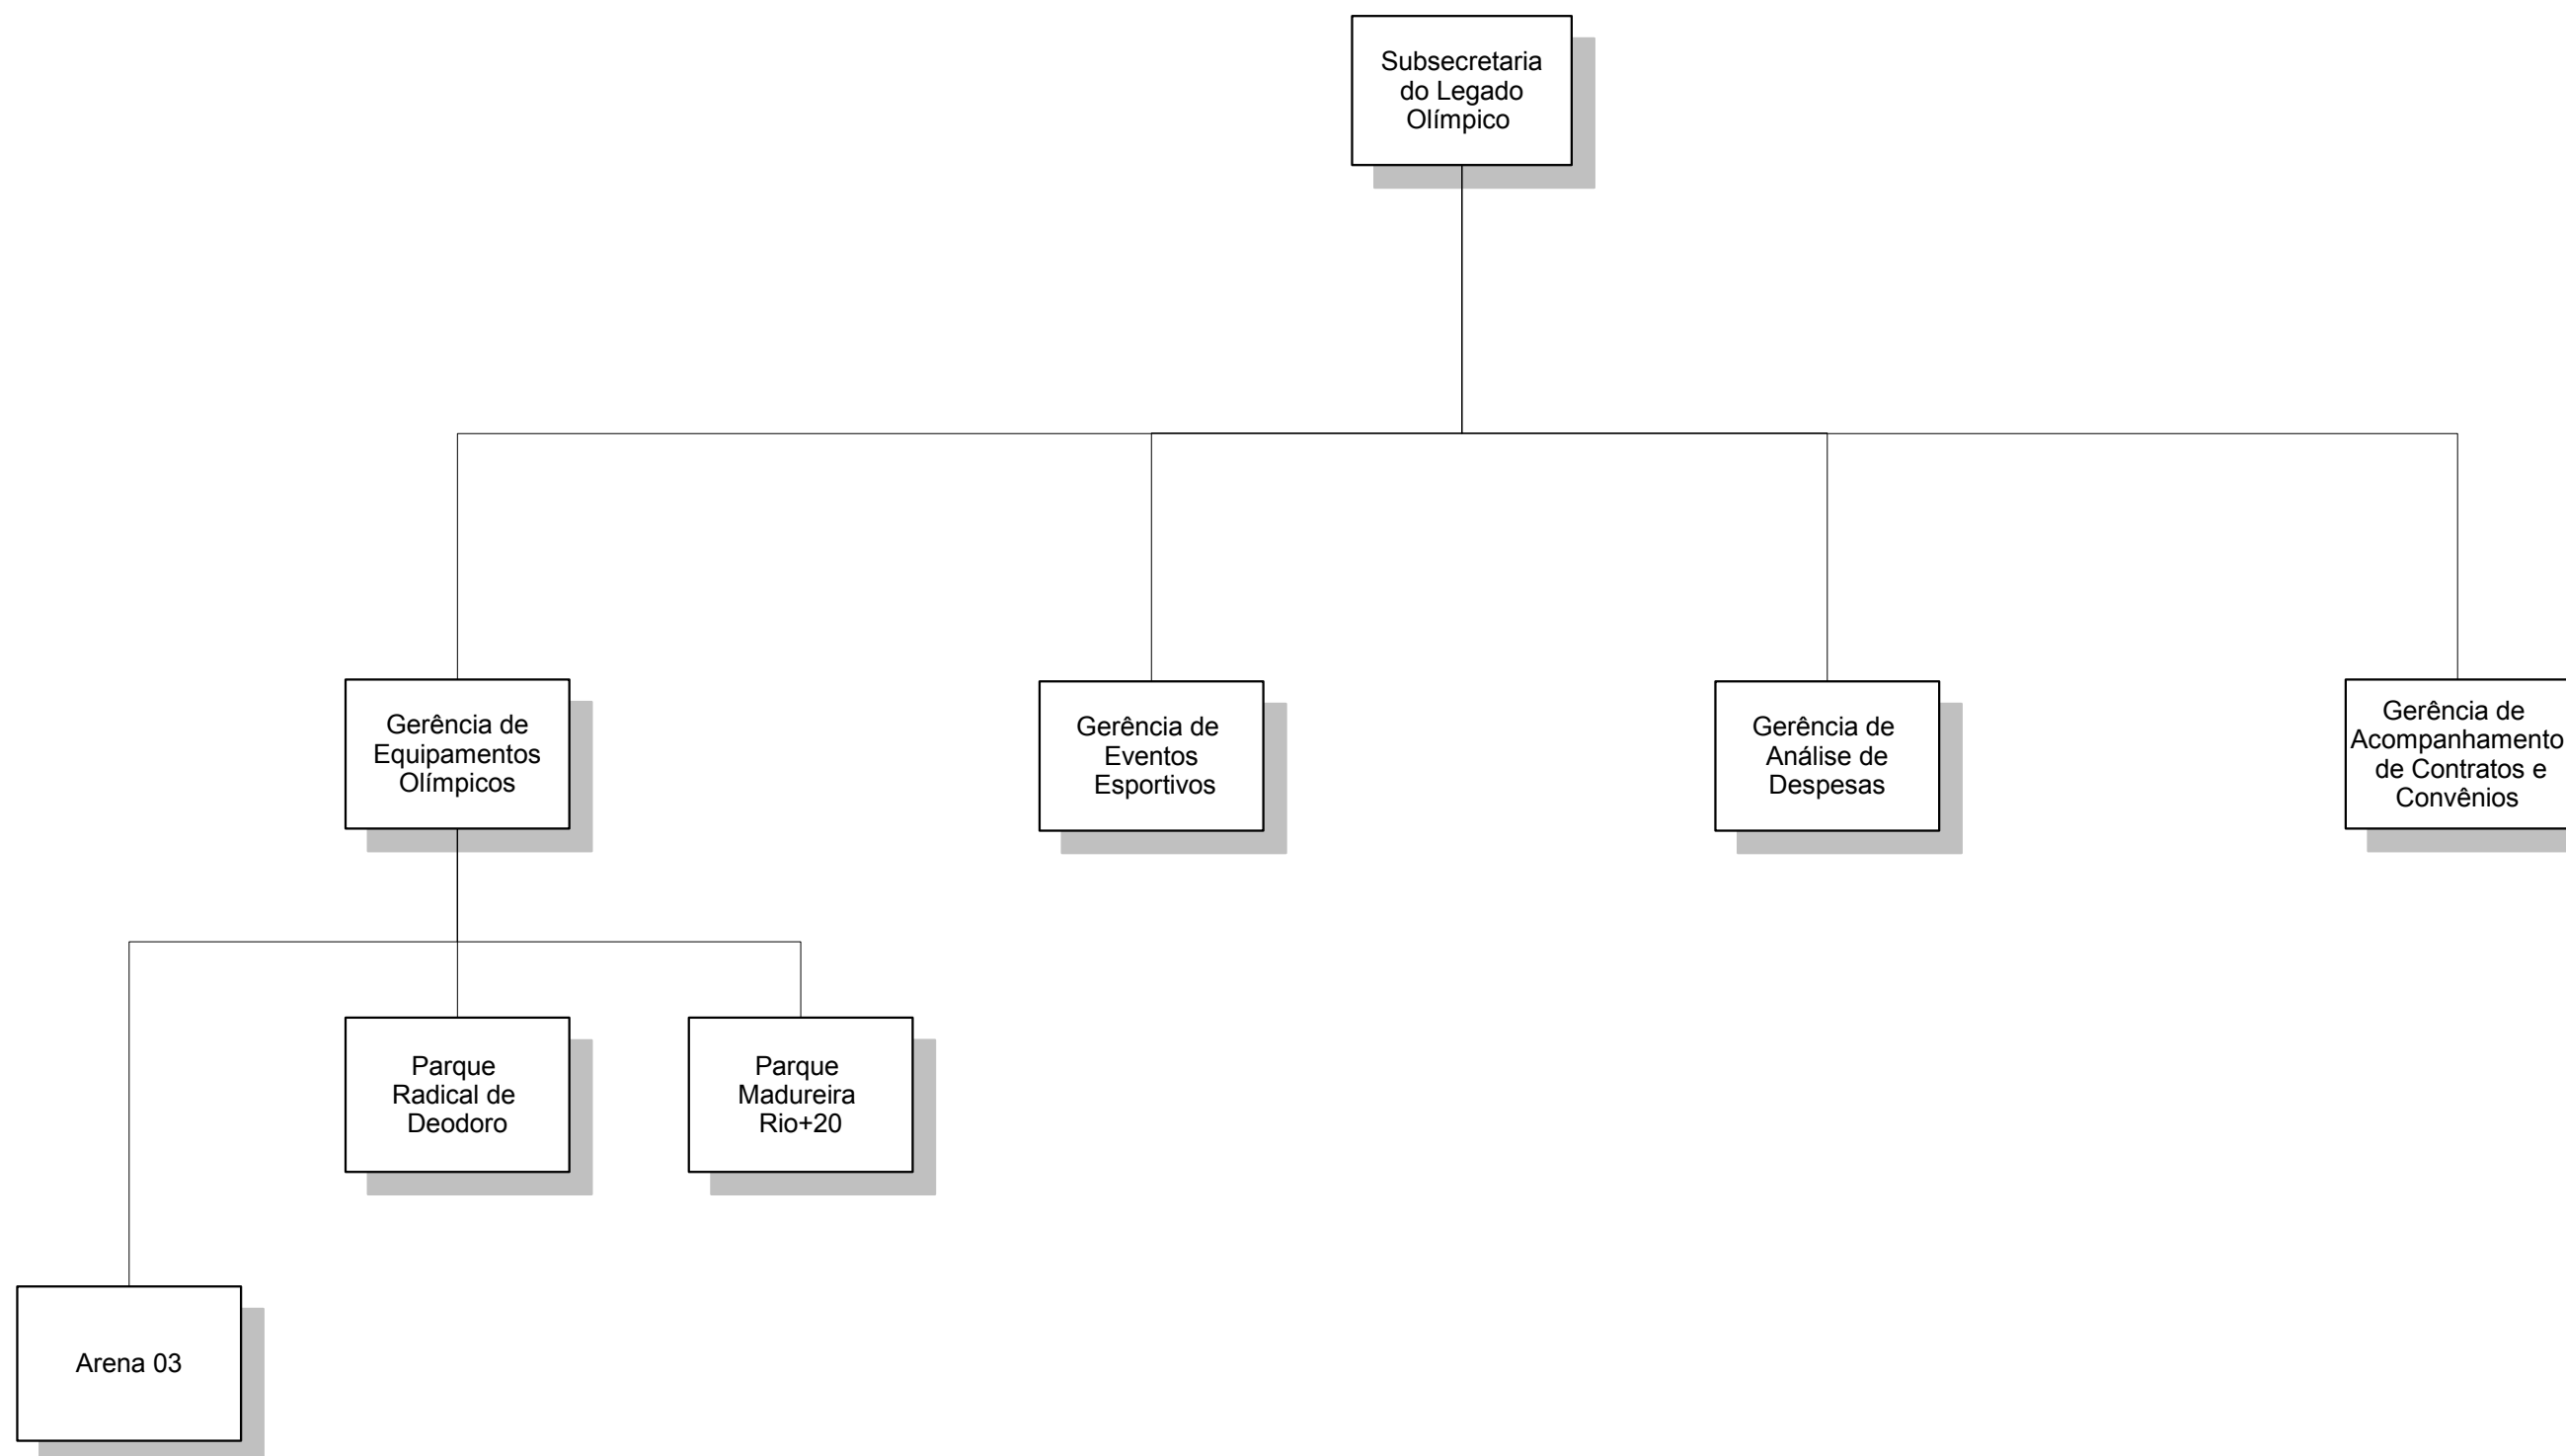 Subsecretaria
do Legado
Olímpico
Gerência de
Equipamentos
Olímpicos
Gerência de
Eventos
Esportivos
Gerência de
Análise de
Despesas
Gerência de
Acompanhamento
de Contratos e
Convênios
Parque
Radical de
Deodoro
Parque
Madureira
Rio+20
Arena 03